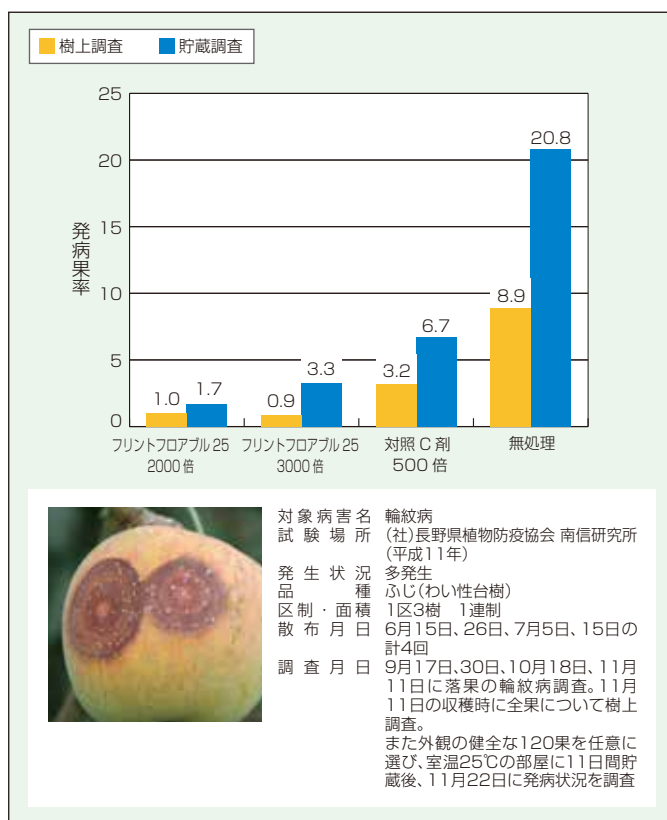 樹上調査 貯蔵調査
発病果率
25
20
15
10
5
0
1.0 1.7 0.9 3.3 3.2 6.7 8.9 20.8
フリントフロアブル25 フリントフロアブル25 対照C剤 無処理
2000倍 3000倍 500倍
対象病害名 輪紋病
試験場所 (社)長野県植物防疫協会 南信研究所
(平成11年)
発生状況 多発生
品種 ふじ(わい性台樹)
区制・面積 1区3樹 1連制
散布月日 6月15日、26日、7月5日、15日の
計4回
調査月日 9月17日、30日、10月18日、11月
11日に落果の輪紋病調査。11月
11日の収穫時に全果について樹上
調査。
また外観の健全な120果を任意に
選び、室温25℃の部屋に11日間貯
蔵後、11月22日に発病状況を調査